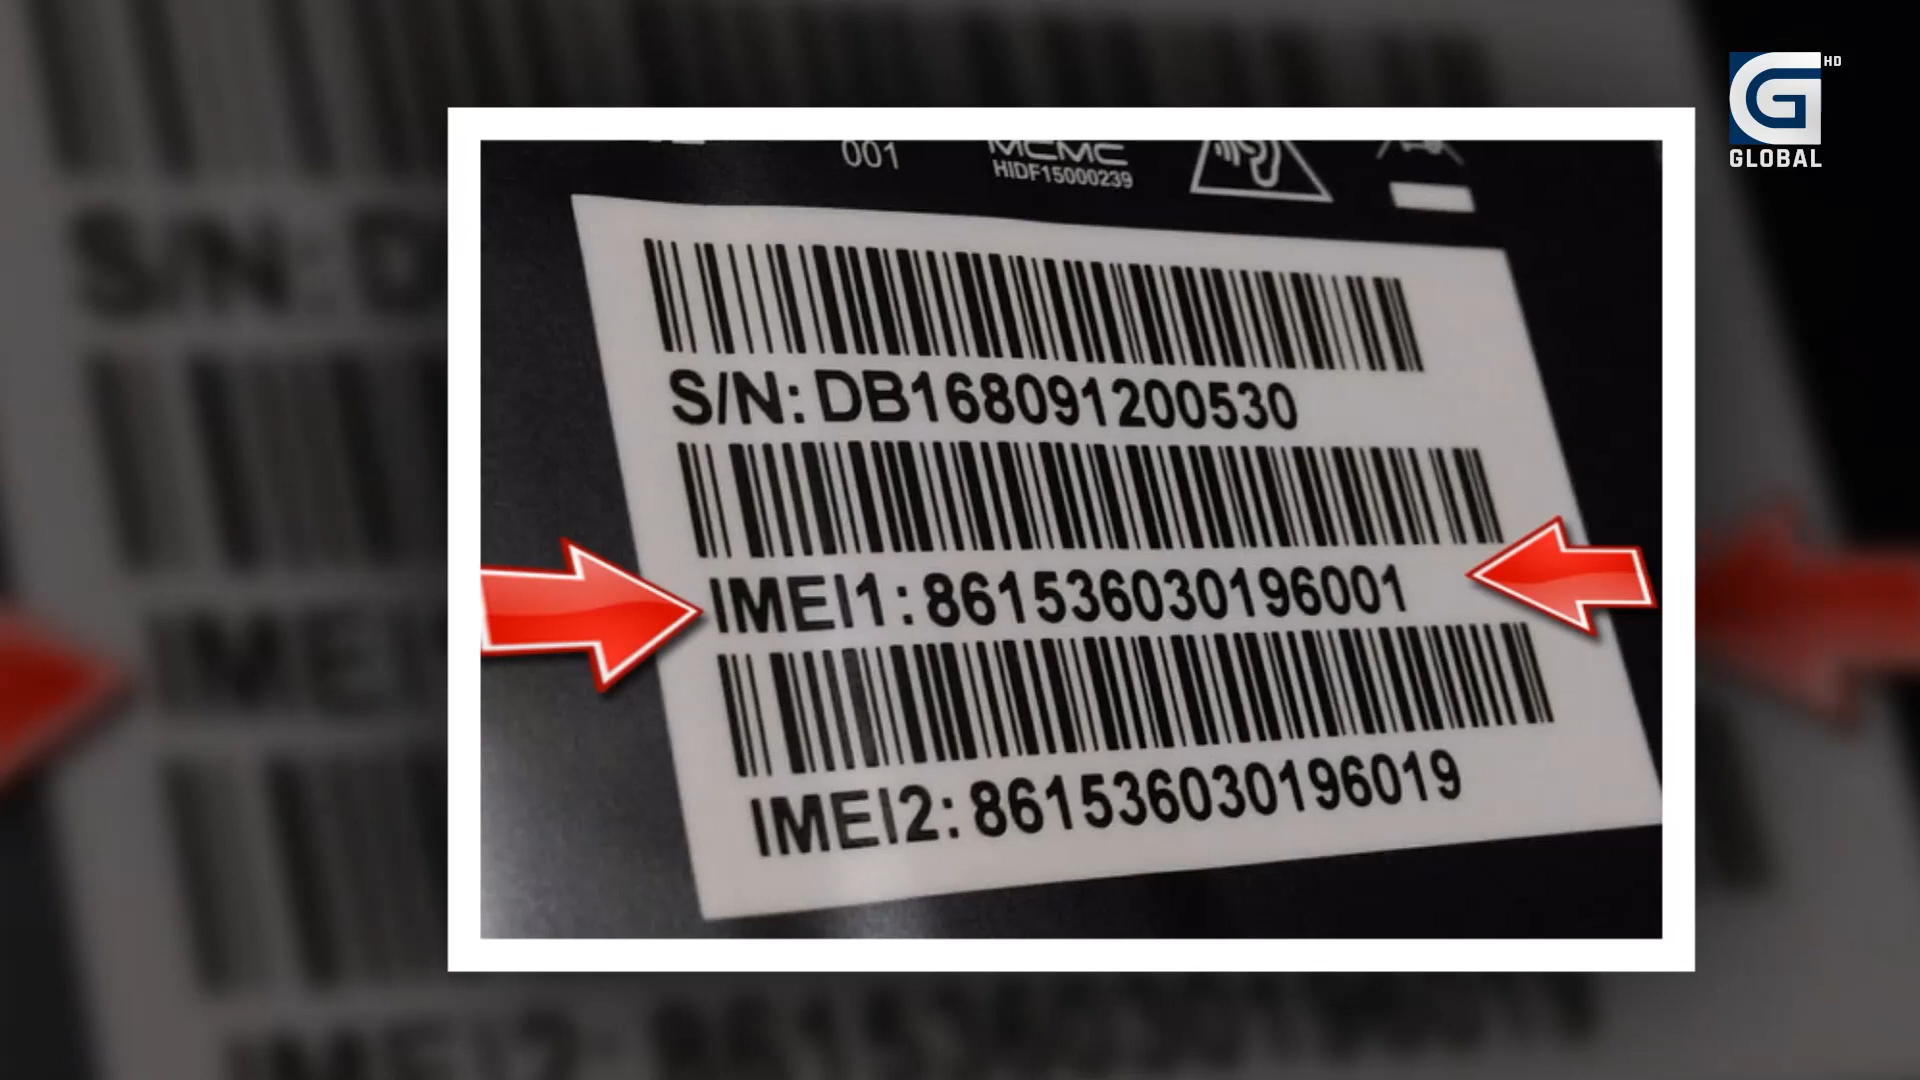 HD
GLOBAL
001
MCMC
HIDF15000239
S/N: DB168091200530
IMEI1: 861536030196001
IMEI2: 861536030196019